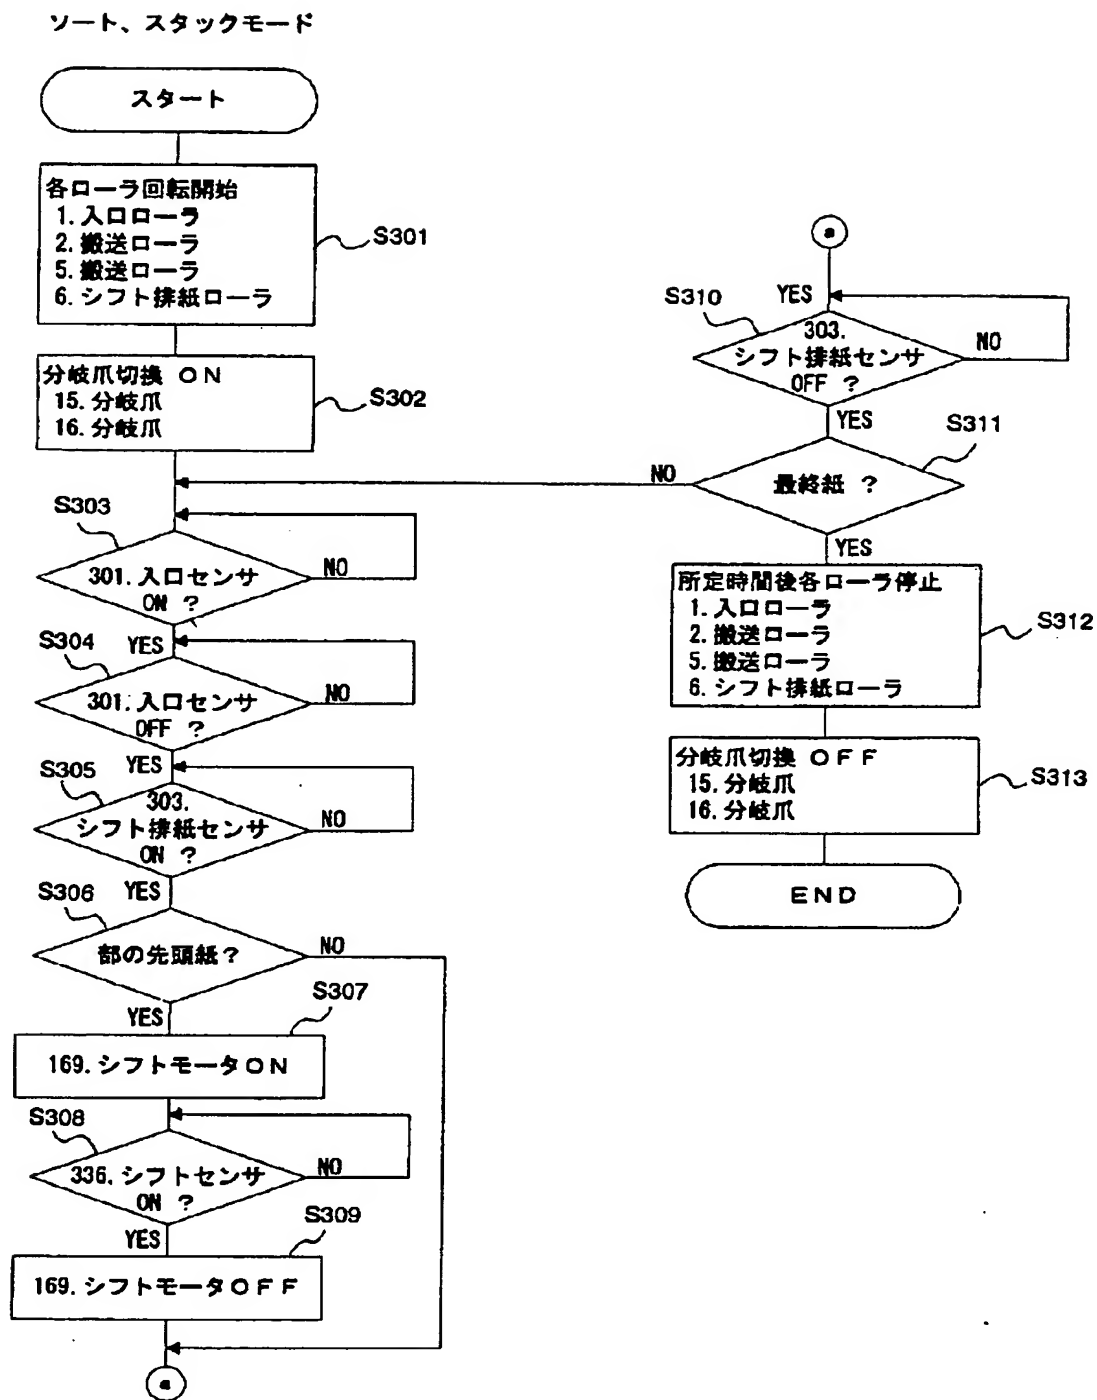 ソート、スタックモード
スタート
各ローラ回転開始
1.入口ローラ
2.搬送ローラ
5.搬送ローラ
6.シフト排紙ローラ
S301
分岐爪切換 ON
15.分岐爪
16.分岐爪
S302
S303
301.入口センサ
ON ?
NO
YES
S304
301.入口センサ
OFF ?
NO
YES
S305
303.
シフト排紙センサ
ON ?
NO
YES
S306
部の先頭紙?
NO
YES
S307
169.シフトモータON
S308
336.シフトセンサ
ON ?
NO
YES
S309
169.シフトモータOFF
a
a
YES
S310
303.
シフト排紙センサ
OFF ?
NO
YES
S311
最終紙 ?
NO
YES
所定時間後各ローラ停止
1.入口ローラ
2.搬送ローラ
5.搬送ローラ
6.シフト排紙ローラ
S312
分岐爪切換 OFF
15.分岐爪
16.分岐爪
S313
END